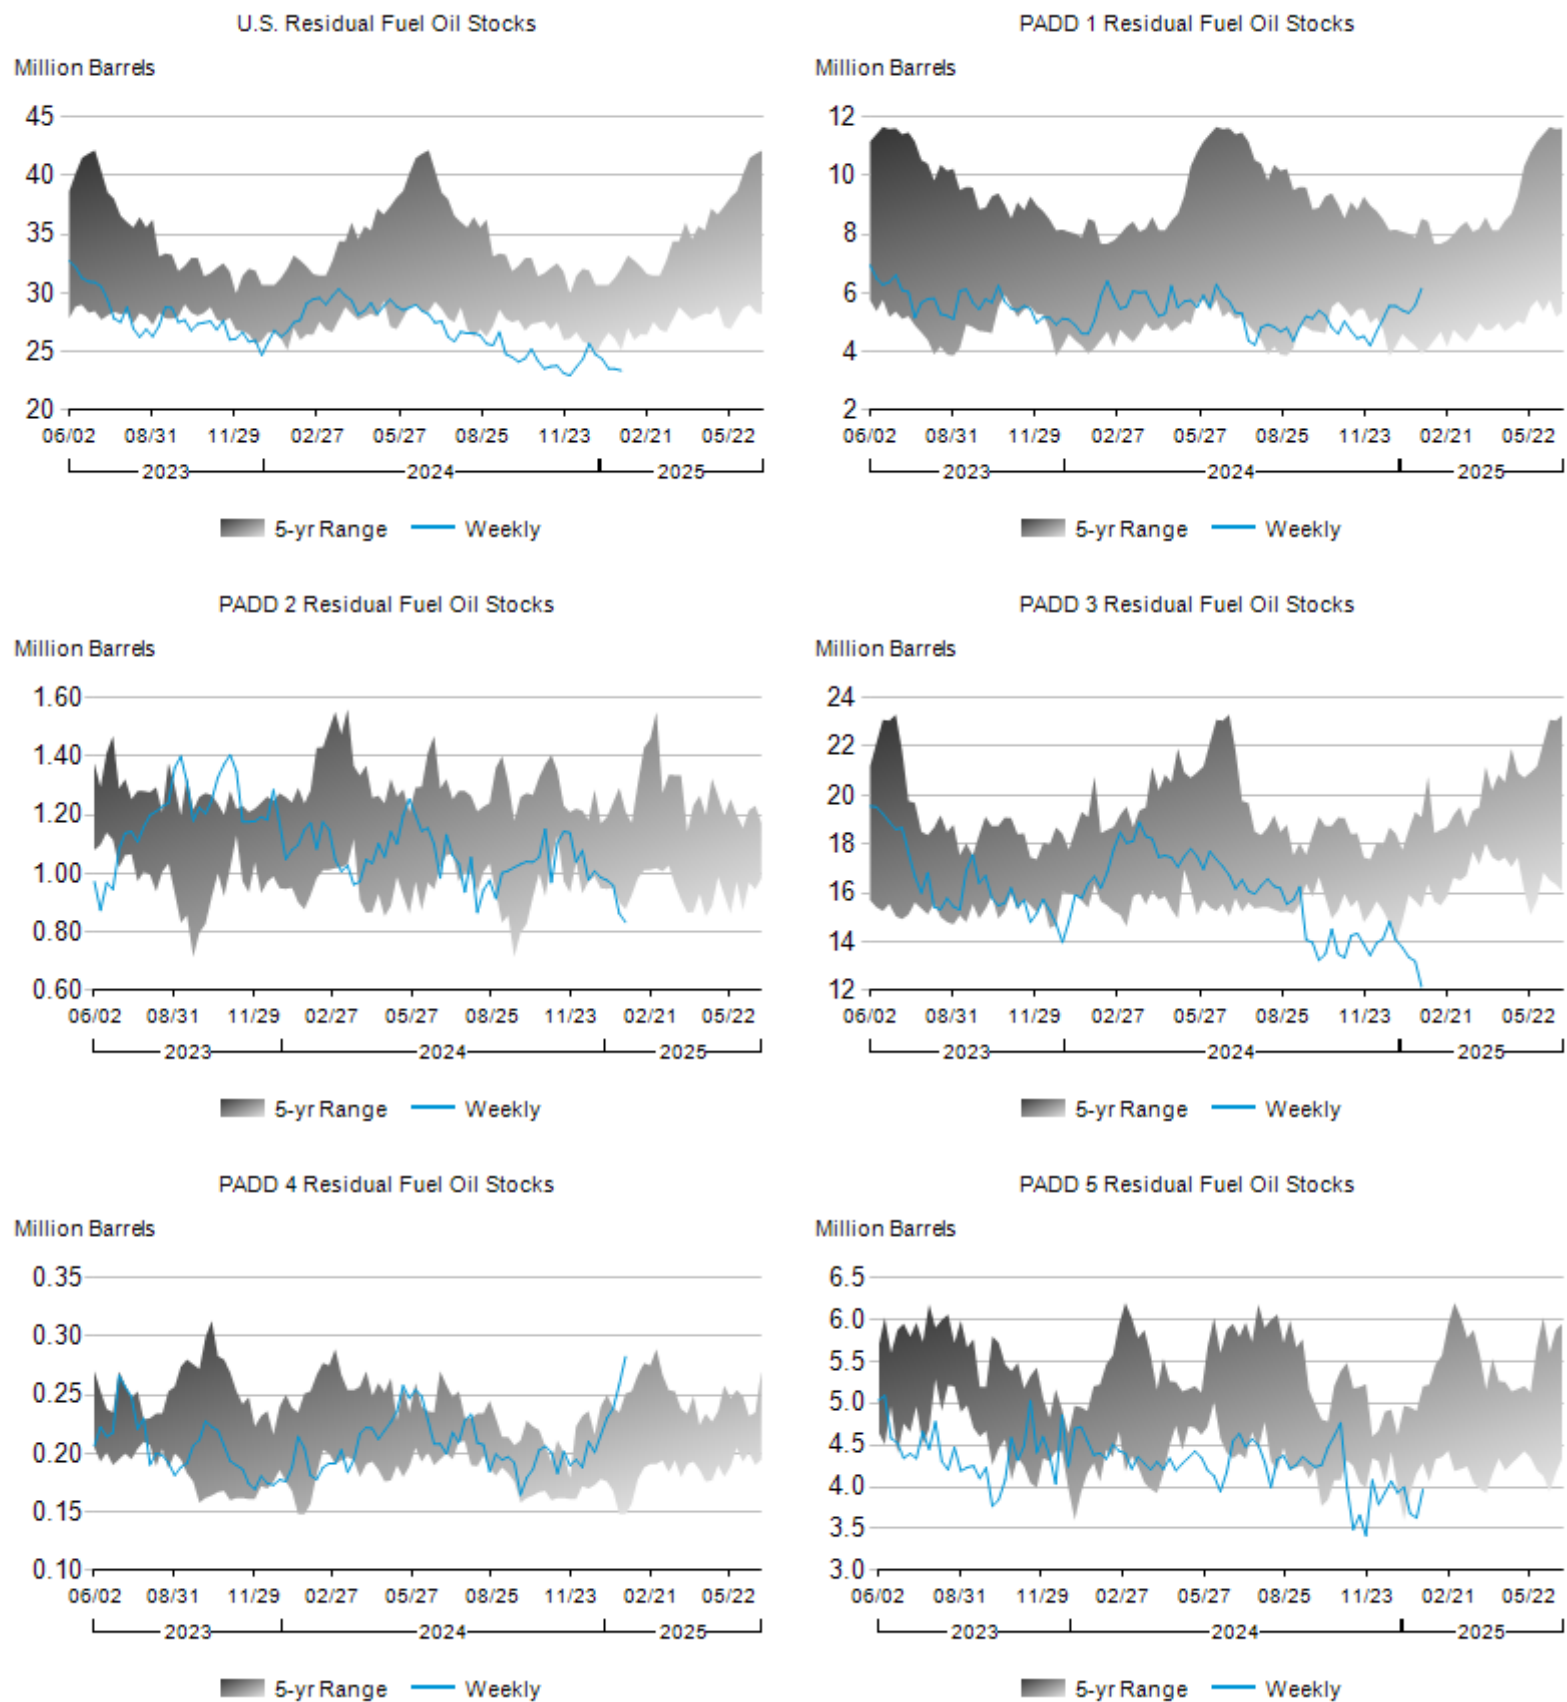 U.S. Residual Fuel Oil Stocks
Million Barrels
45
40
35
30
25
20
06/02 08/31 11/29 02/27 05/27 08/25 11/23 02/21 05/22
2023 2024 2025
5-yr Range Weekly
PADD 1 Residual Fuel Oil Stocks
Million Barrels
12
10
8
6
4
2
06/02 08/31 11/29 02/27 05/27 08/25 11/23 02/21 05/22
2023 2024 2025
5-yr Range Weekly
PADD 2 Residual Fuel Oil Stocks
Million Barrels
1.60
1.40
1.20
1.00
0.80
0.60
06/02 08/31 11/29 02/27 05/27 08/25 11/23 02/21 05/22
2023 2024 2025
5-yr Range Weekly
PADD 3 Residual Fuel Oil Stocks
Million Barrels
24
22
20
18
16
14
12
06/02 08/31 11/29 02/27 05/27 08/25 11/23 02/21 05/22
2023 2024 2025
5-yr Range Weekly
PADD 4 Residual Fuel Oil Stocks
Million Barrels
0.35
0.30
0.25
0.20
0.15
0.10
06/02 08/31 11/29 02/27 05/27 08/25 11/23 02/21 05/22
2023 2024 2025
5-yr Range Weekly
PADD 5 Residual Fuel Oil Stocks
Million Barrels
6.5
6.0
5.5
5.0
4.5
4.0
3.5
3.0
06/02 08/31 11/29 02/27 05/27 08/25 11/23 02/21 05/22
2023 2024 2025
5-yr Range Weekly